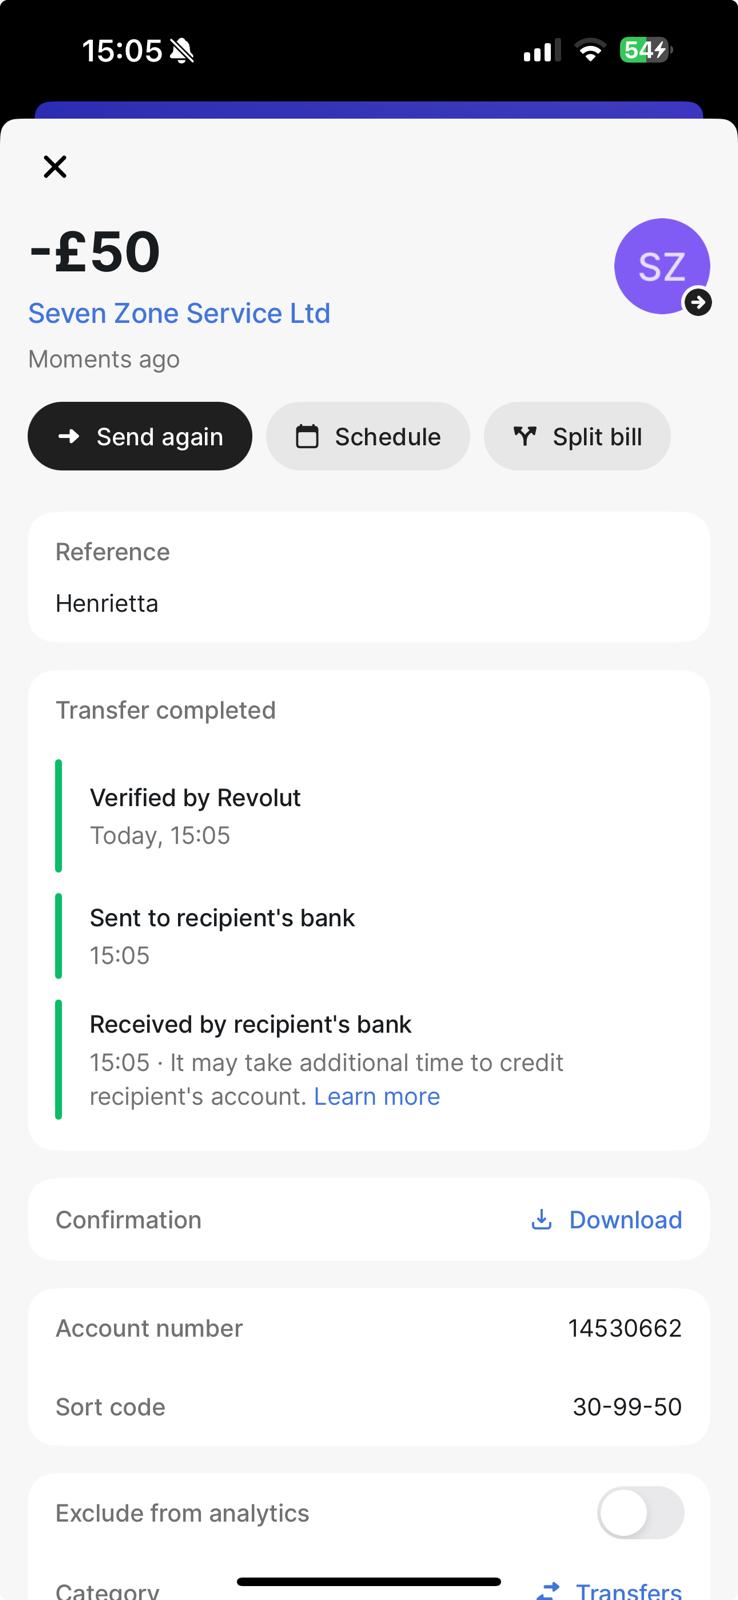 15:05
54
-£50
SZ
Seven Zone Service Ltd
Moments ago
Send again
Schedule
Split bill
Reference
Henrietta
Transfer completed
Verified by Revolut
Today, 15:05
Sent to recipient's bank
15:05
Received by recipient's bank
15:05 · It may take additional time to credit
recipient's account. Learn more
Confirmation
Download
Account number
14530662
Sort code
30-99-50
Exclude from analytics
Category
Transfers